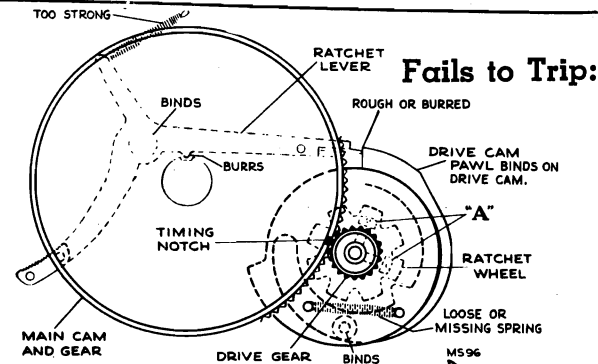 TOO STRONG
RATCHET
LEVER
Fails to Trip:
BINDS
ROUGH OR BURRED
BURRS
F
DRIVE CAM
PAWL BINDS ON
DRIVE CAM.
"A"
TIMING
NOTCH
RATCHET
WHEEL
LOOSE OR
MISSING SPRING
MAIN CAM
AND GEAR
DRIVE GEAR
BINDS
MS96